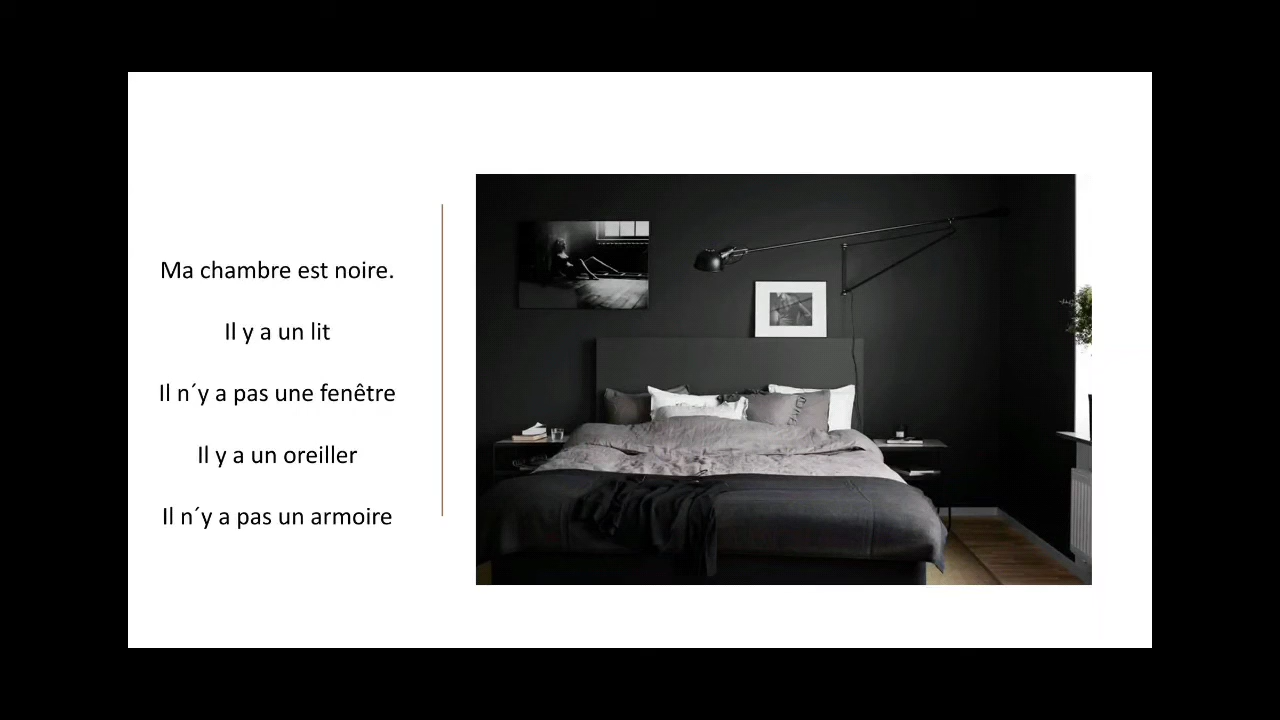 Ma chambre est noire.
Il y a un lit
Il n´y a pas une fenêtre
Il y a un oreiller
Il n´y a pas un armoire